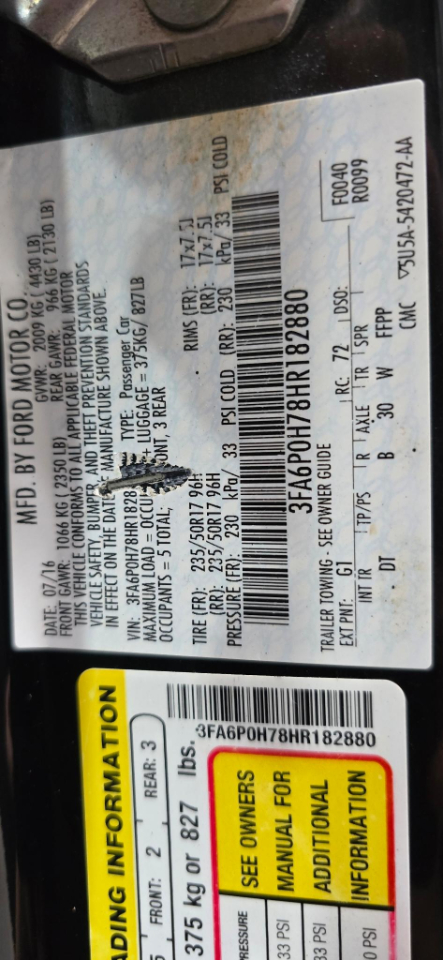 MFD. BY FORD MOTOR CO.
DATE: 07/16 GVWR: 2009 KG ( 4430 LB)
FRONT GAWR: 1066 KG ( 2350 LB) REAR GAWR: 966 KG ( 2130 LB)
THIS VEHICLE CONFORMS TO ALL APPLICABLE FEDERAL MOTOR
VEHICLE SAFETY, BUMPER, AND THEFT PREVENTION STANDARDS
IN EFFECT ON THE DATE MANUFACTURE SHOWN ABOVE.
VIN: 3FA6P0H78HR1828 TYPE: Passenger Car
MAXIMUM LOAD = OCCU + LUGGAGE = 375KG/ 827LB
OCCUPANTS = 5 TOTAL; ONT, 3 REAR
TIRE (FR): 235/50R17 96H RIMS (FR): 17x7.5J
(RR): 235/50R17 96H (RR): 17x7.5J
PRESSURE (FR): 230 kPa/ 33 PSI COLD (RR): 230 kPa/ 33 PSI COLD
3FA6P0H78HR182880
TRAILER TOWING - SEE OWNER GUIDE
F0040
R0099
EXT PNT: G1 RC: 72 DSO:
INT TR TP/PS R AXLE TR SPR
DT B 30 W FFPP
CMC 5U5A-5420472-AA
ADING INFORMATION
FRONT: 2 REAR: 3
375 kg or 827 lbs.
3FA6P0H78HR182880
SEE OWNERS
MANUAL FOR
ADDITIONAL
INFORMATION
PRESSURE
33 PSI
33 PSI
0 PSI